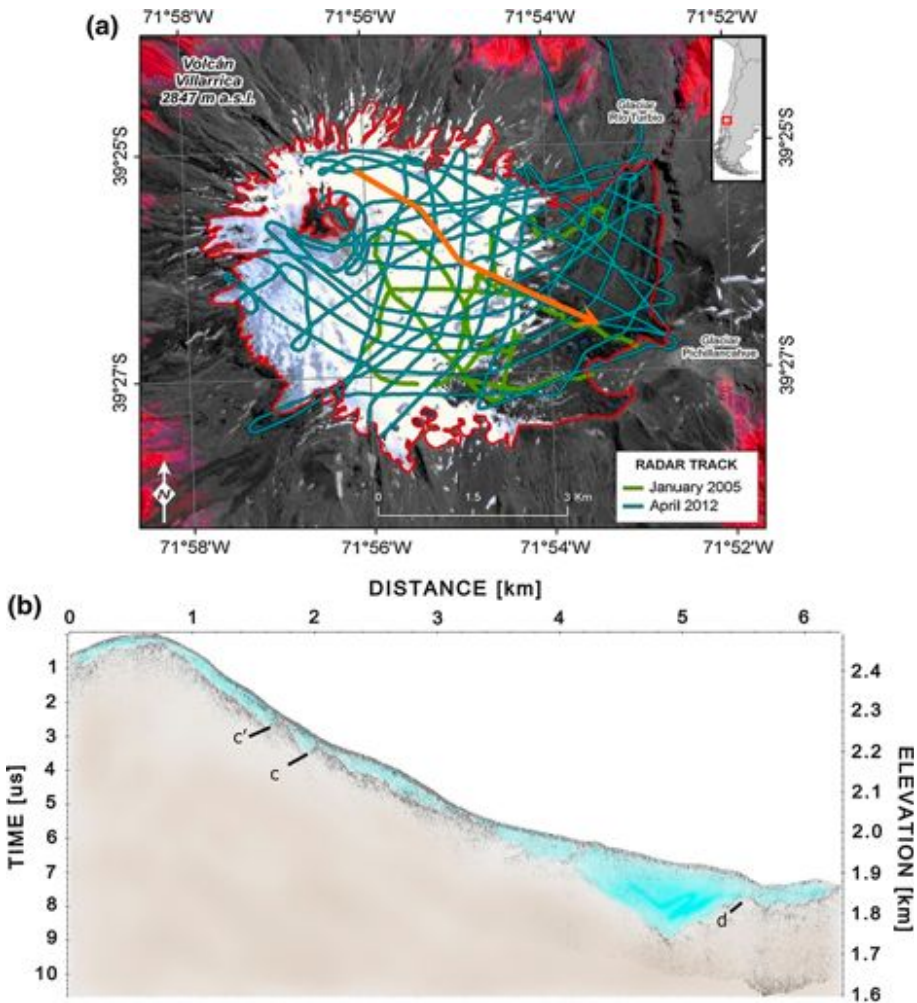 (a)
71°58'W 71°56'W 71°54'W 71°52'W
Volcán
Villarrica
2847 m a.s.l.
Glaciar
Río Turbio
39°25'S
39°25'S
Glaciar
Pichillancahue
39°27'S
39°27'S
RADAR TRACK
January 2005
April 2012
0 1.5 3 Km
N
71°58'W 71°56'W 71°54'W 71°52'W
(b)
DISTANCE [km]
0 1 2 3 4 5 6
TIME [us]
1
2
3
4
5
6
7
8
9
10
c'
c
d
2.4
2.3
2.2
2.1
2.0
1.9
1.8
1.7
1.6
ELEVATION [km]